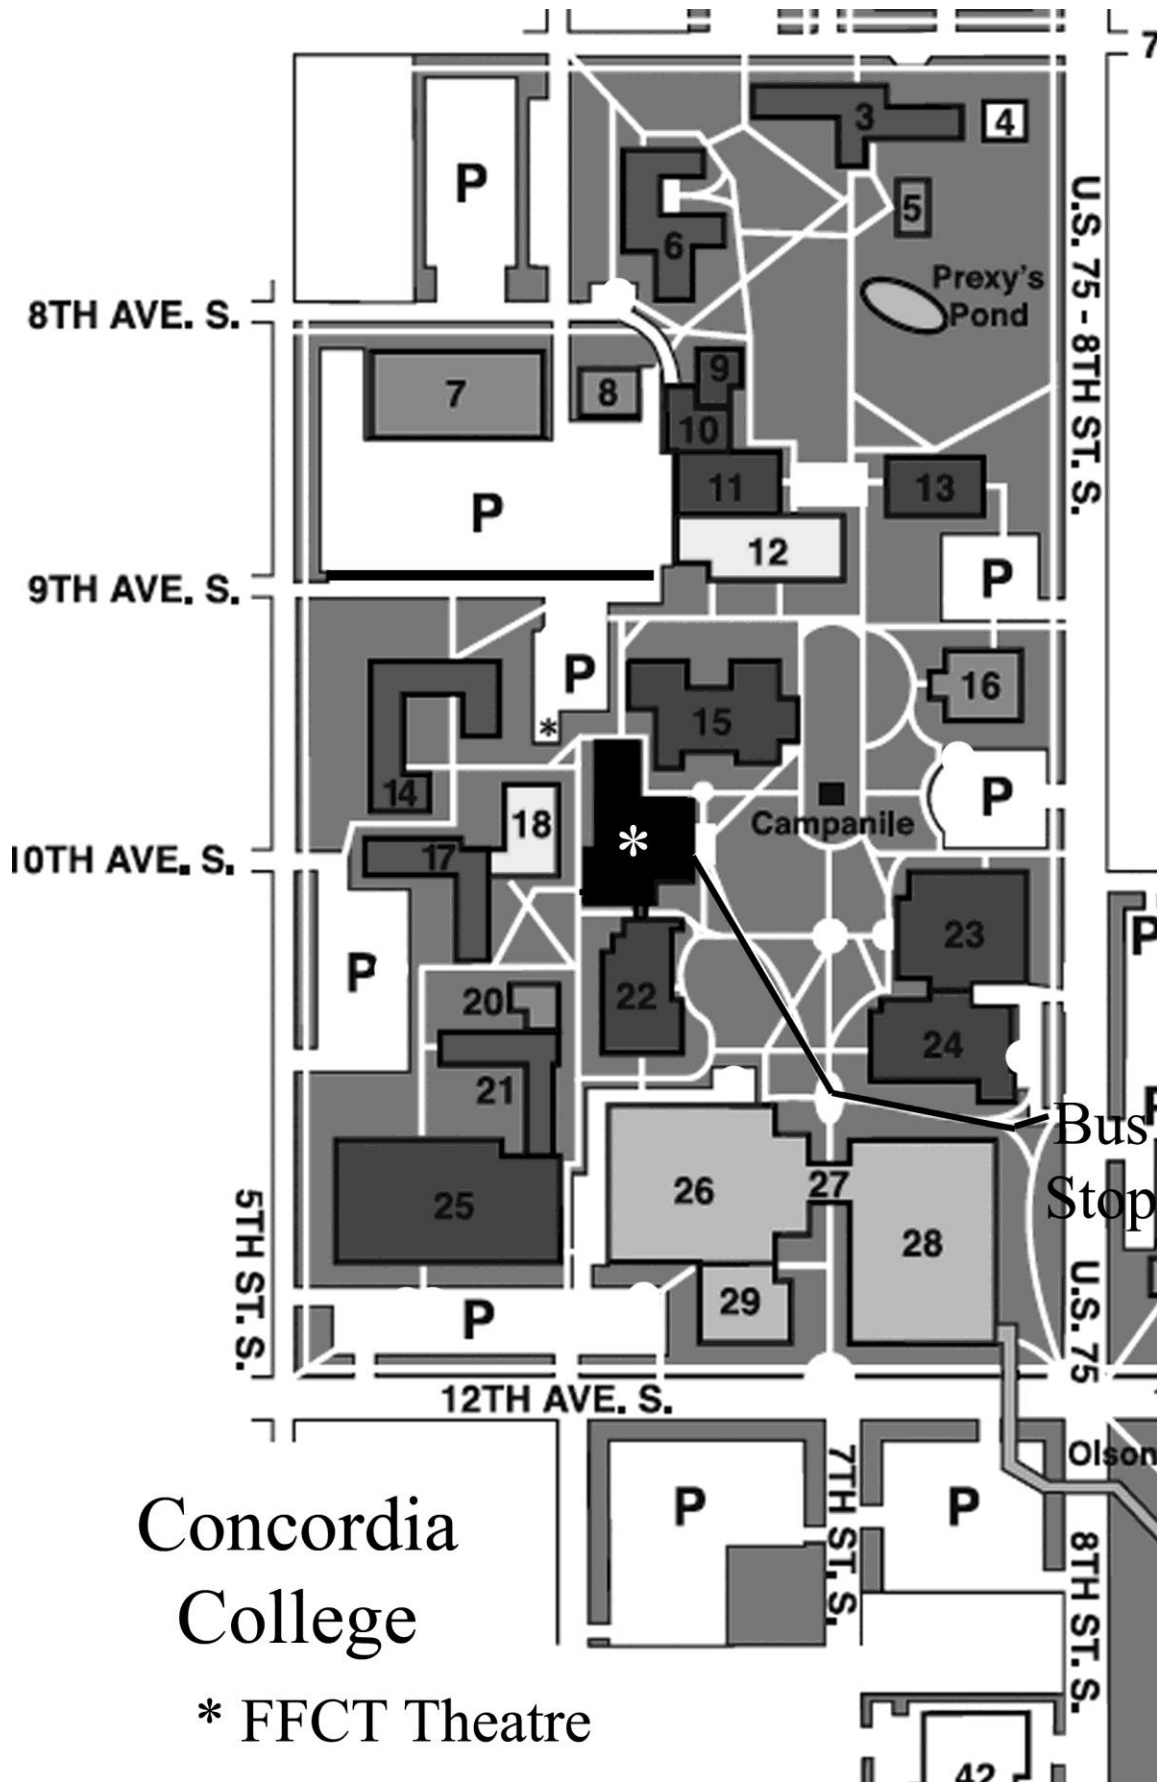 7
3
4
P
5
6
U.S. 75 - 8TH ST. S.
Prexy's
Pond
8TH AVE. S.
9
7
8
10
11
13
P
12
9TH AVE. S.
P
P
16
15
*
14
18
P
Campanile
17
*
10TH AVE. S.
23
P
P
22
20
24
21
Bus
Stop
26
27
25
28
5TH ST. S.
29
P
U.S. 75
12TH AVE. S.
Olson
7TH ST. S.
P
P
Concordia
College
8TH ST. S.
* FFCT Theatre
42